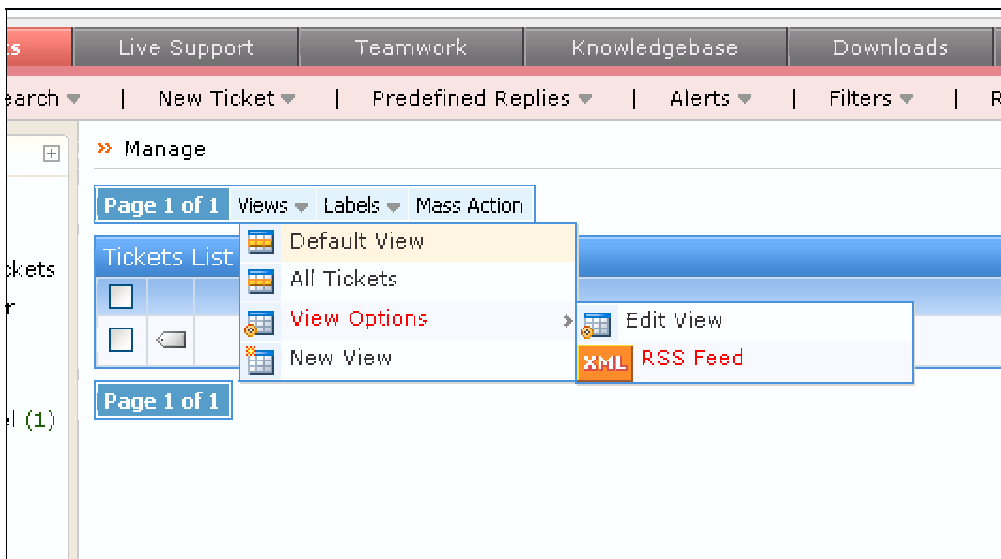 Live Support Teamwork Knowledgebase Downloads
| New Ticket | Predefined Replies | Alerts | Filters |
» Manage
Page 1 of 1 Views Labels Mass Action
Default View
Tickets List
All Tickets
View Options
Edit View
New View
XML RSS Feed
Page 1 of 1
(1)